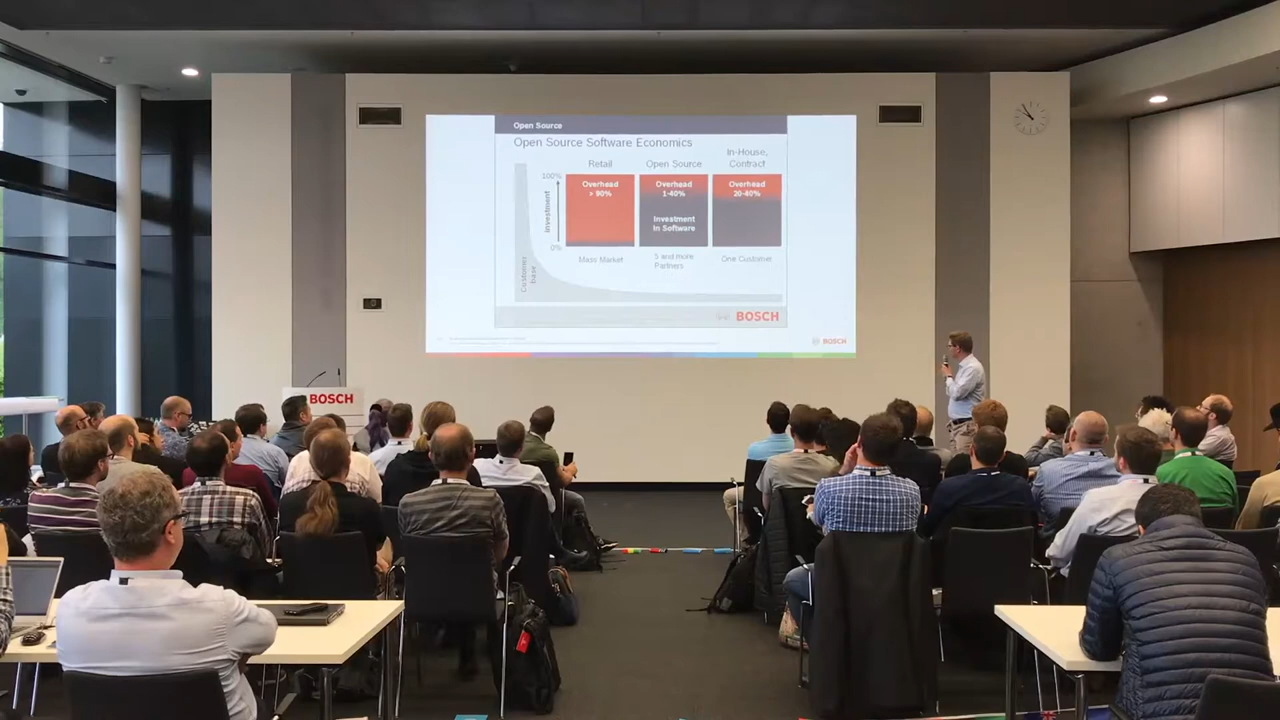 Open Source
Open Source Software Economics
Retail
Open Source
In-House,
Contract
100%
Investment
0%
Overhead
> 90%
Overhead
1-40%
Investment
In Software
Overhead
20-80%
Mass Market
5 and more
Partners
One Customer
Customer
base
BOSCH
BOSCH
BOSCH